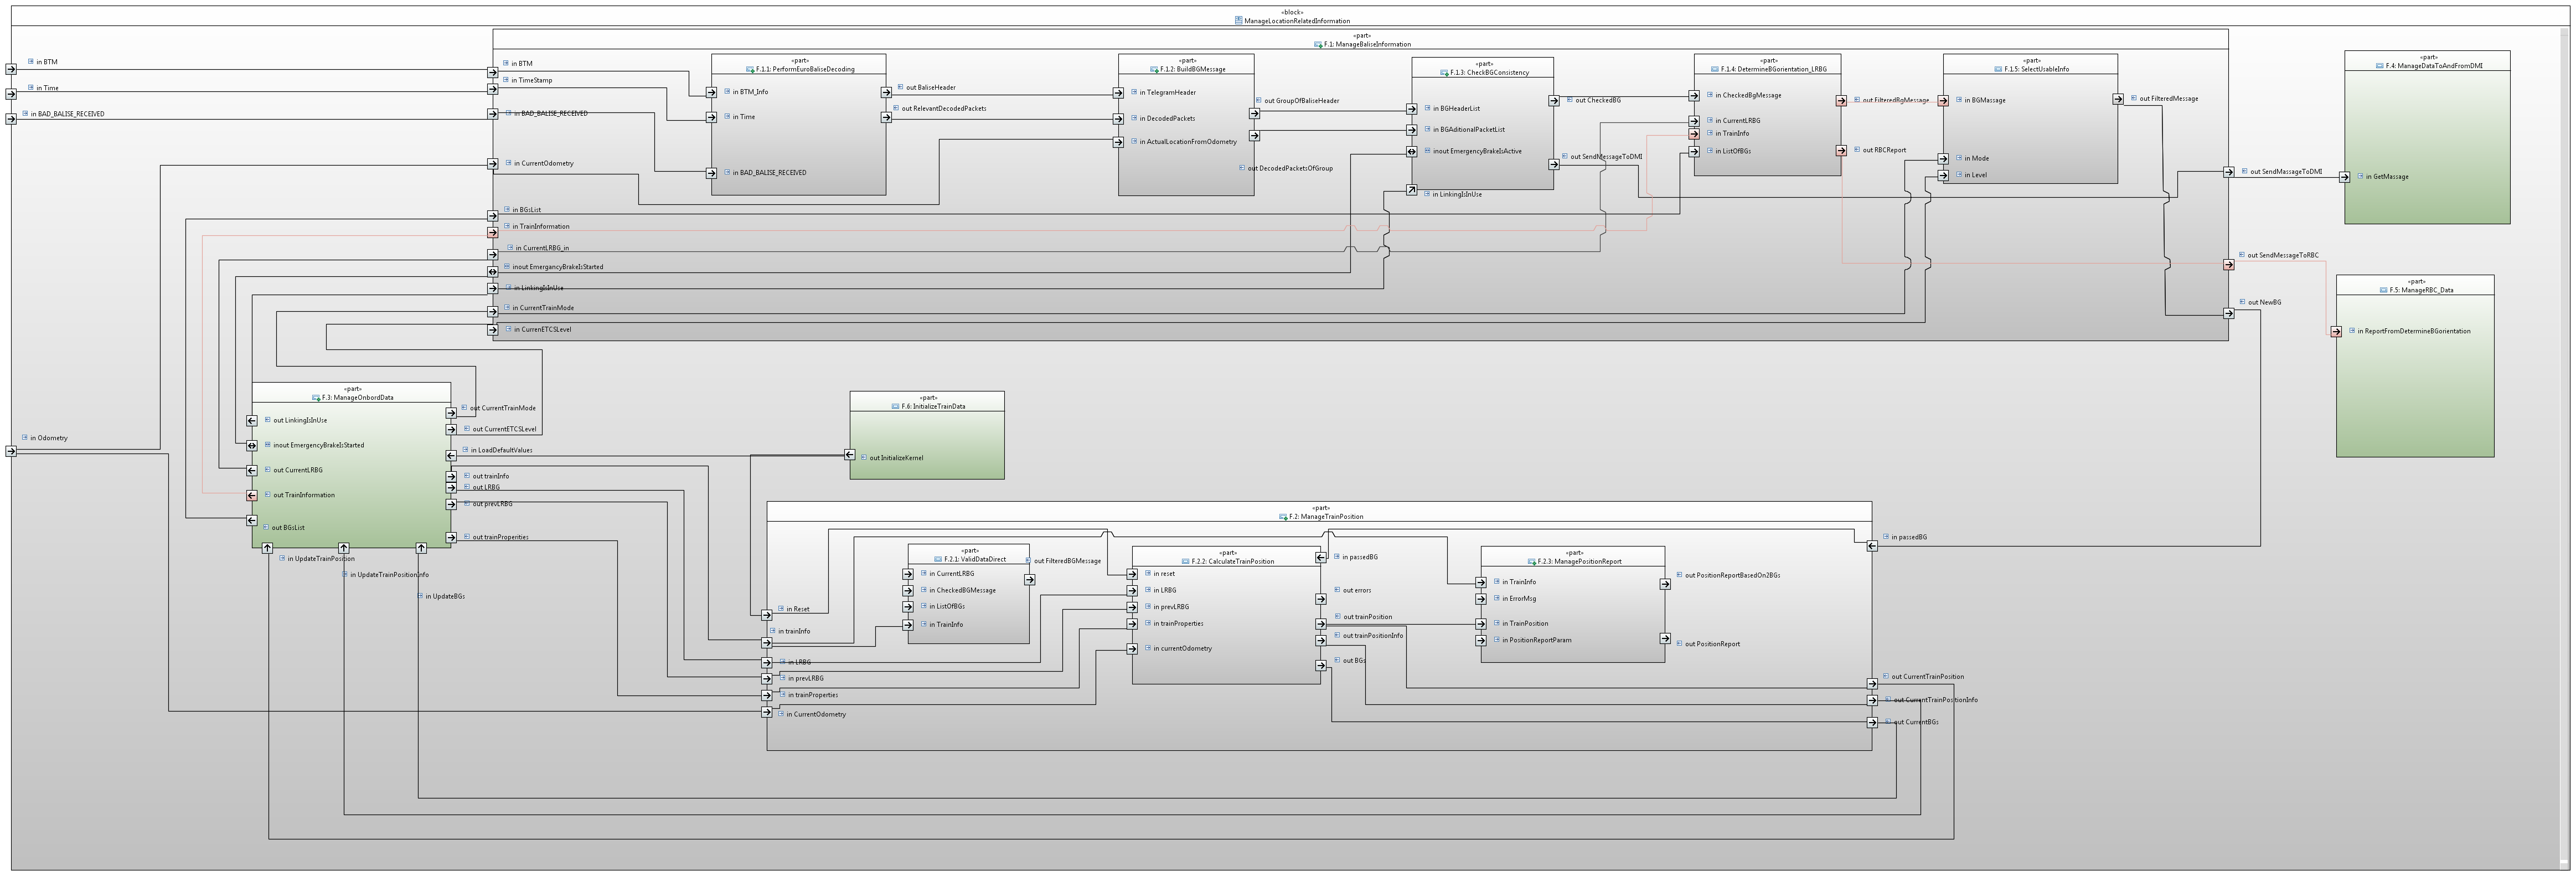 «block»
ManageLocationRelatedInformation
in BTM
in Time
in BAD_BALISE_RECEIVED
in Odometry
«part»
F.1: ManageBaliseInformation
in BTM
in TimeStamp
in BAD_BALISE_RECEIVED
in CurrentOdometry
in BGsList
in TrainInformation
in CurrentLRBG_in
inout EmergancyBrakeIsStarted
in LinkingIsInUse
in CurrentTrainMode
in CurrenETCSLevel
«part»
F.1.1: PerformEuroBaliseDecoding
in BTM_Info
in Time
in BAD_BALISE_RECEIVED
out BaliseHeader
out RelevantDecodedPackets
«part»
F.1.2: BuildBGMessage
in TelegramHeader
in DecodedPackets
in ActualLocationFromOdometry
out GroupOfBaliseHeader
out DecodedPacketsOfGroup
«part»
F.1.3: CheckBGConsistency
in BGHeaderList
in BGAditionalPacketList
inout EmergencyBrakeIsActive
in LinkingIsInUse
out CheckedBG
out SendMessageToDMI
«part»
F.1.4: DetermineBGorientation_LRBG
in CheckedBgMessage
in CurrentLRBG
in TrainInfo
in ListOfBGs
out FilteredBgMessage
out RBCReport
«part»
F.1.5: SelectUsableInfo
in BGMassage
in Mode
in Level
out FilteredMessage
out SendMassageToDMI
out SendMessageToRBC
out NewBG
«part»
F.4: ManageDataToAndFromDMI
in GetMassage
«part»
F.5: ManageRBC_Data
in ReportFromDetermineBGorientation
«part»
F.3: ManageOnbordData
out LinkingIsInUse
inout EmergencyBrakeIsStarted
out CurrentLRBG
out TrainInformation
out BGsList
out CurrentTrainMode
out CurrentETCSLevel
in LoadDefaultValues
out trainInfo
out LRBG
out prevLRBG
out trainProperties
in UpdateTrainPosition
in UpdateTrainPositionInfo
in UpdateBGs
«part»
F.6: InitializeTrainData
out InitializeKernel
«part»
F.2: ManageTrainPosition
in Reset
in trainInfo
in LRBG
in prevLRBG
in trainProperties
in CurrentOdometry
in passedBG
«part»
F.2.1: ValidDataDirect
in CurrentLRBG
in CheckedBGMessage
in ListOfBGs
in TrainInfo
out FilteredBGMessage
«part»
F.2.2: CalculateTrainPosition
in reset
in LRBG
in prevLRBG
in trainProperties
in currentOdometry
in passedBG
out errors
out trainPosition
out trainPositionInfo
out BGs
«part»
F.2.3: ManagePositionReport
in TrainInfo
in ErrorMsg
in TrainPosition
in PositionReportParam
out PositionReportBasedOn2BGs
out PositionReport
out CurrentTrainPosition
out CurrentTrainPositionInfo
out CurrentBGs